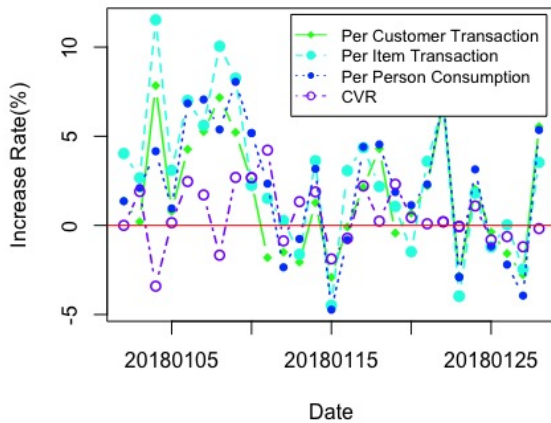 Per Customer Transaction
Per Item Transaction
Per Person Consumption
CVR
Increase Rate(%)
10
5
0
-5
20180105
20180115
20180125
Date